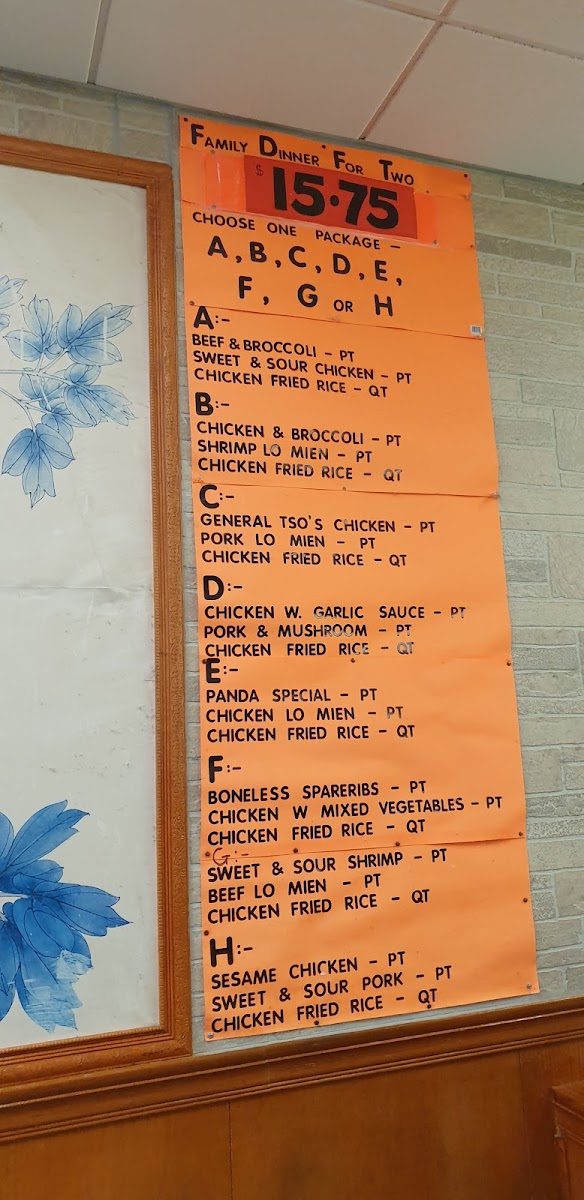 FAMILY DINNER FOR TWO
$ 15.75
CHOOSE ONE PACKAGE –
A, B, C, D, E,
F, G OR H
A:-
BEEF & BROCCOLI – PT
SWEET & SOUR CHICKEN – PT
CHICKEN FRIED RICE – QT
B:-
CHICKEN & BROCCOLI – PT
SHRIMP LO MIEN – PT
CHICKEN FRIED RICE – QT
C:-
GENERAL TSO'S CHICKEN – PT
PORK LO MIEN – PT
CHICKEN FRIED RICE – QT
D:-
CHICKEN W. GARLIC SAUCE – PT
PORK & MUSHROOM – PT
CHICKEN FRIED RICE – QT
E:-
PANDA SPECIAL – PT
CHICKEN LO MIEN – PT
CHICKEN FRIED RICE – QT
F:-
BONELESS SPARERIBS – PT
CHICKEN W MIXED VEGETABLES – PT
CHICKEN FRIED RICE – QT
G:-
SWEET & SOUR SHRIMP – PT
BEEF LO MIEN – PT
CHICKEN FRIED RICE – QT
H:-
SESAME CHICKEN – PT
SWEET & SOUR PORK – PT
CHICKEN FRIED RICE – QT